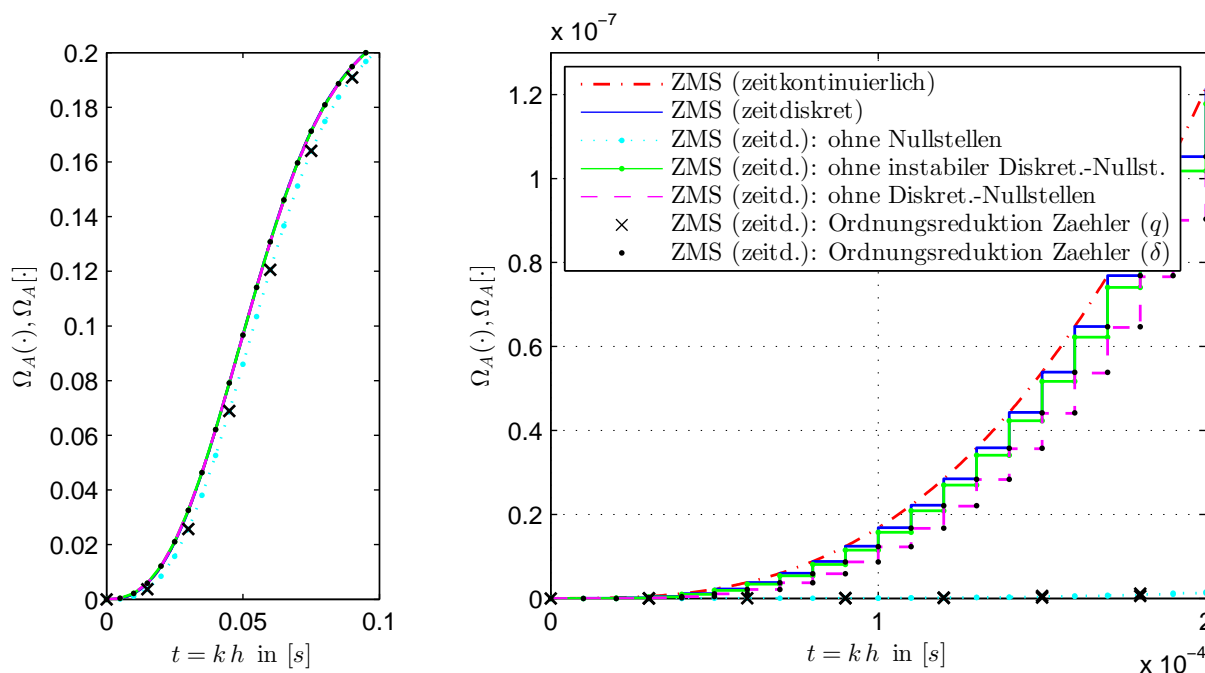 0.2
0.18
0.16
0.14
0.12
0.1
0.08
0.06
0.04
0.02
0
0 0.05 0.1
Ω_A(·), Ω_A[·]
t = k h in [s]
x 10^-7
ZMS (zeitkontinuierlich)
ZMS (zeitdiskret)
ZMS (zeitd.): ohne Nullstellen
ZMS (zeitd.): ohne instabiler Diskret.-Nullst.
ZMS (zeitd.): ohne Diskret.-Nullstellen
ZMS (zeitd.): Ordnungsreduktion Zaehler (q)
ZMS (zeitd.): Ordnungsreduktion Zaehler (δ)
1.2
1
0.8
0.6
0.4
0.2
0
0 1 2
Ω_A(·), Ω_A[·]
t = k h in [s]
x 10^-4